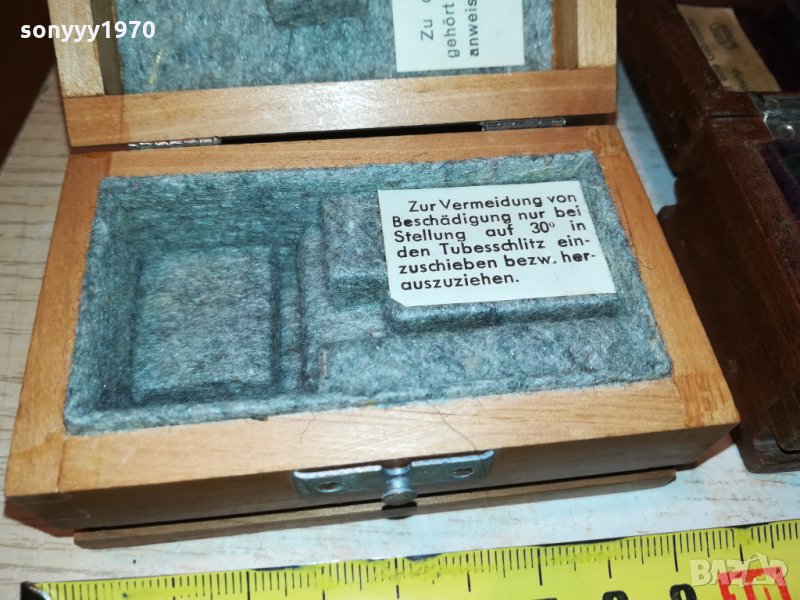 sonyyy1970
Zu
gehört
anweis
Zur Vermeidung von
Beschädigung nur bei
Stellung auf 30° in
den Tubesschlitz ein-
zuschieben bezw. her-
auszuziehen.
BAZAR